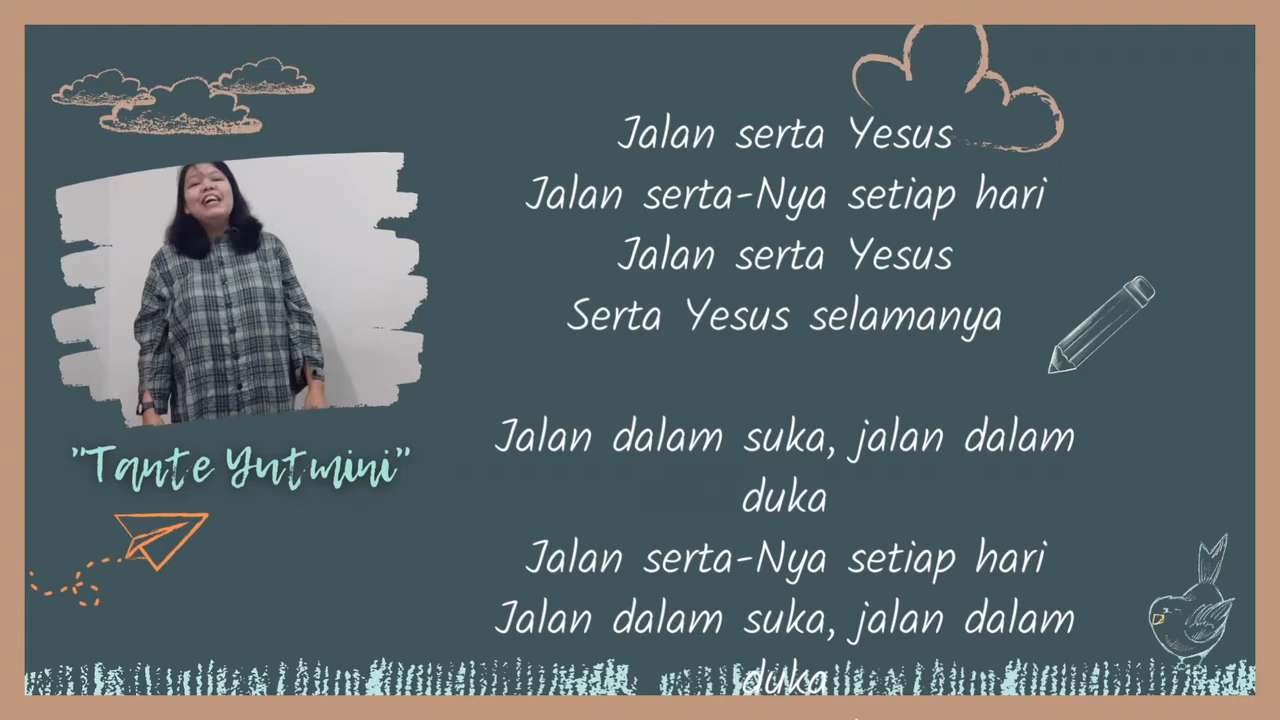 Jalan serta Yesus
Jalan serta-Nya setiap hari
Jalan serta Yesus
Serta Yesus selamanya
Jalan dalam suka, jalan dalam
duka
Jalan serta-Nya setiap hari
Jalan dalam suka, jalan dalam
duka
"Tante Yutmini"